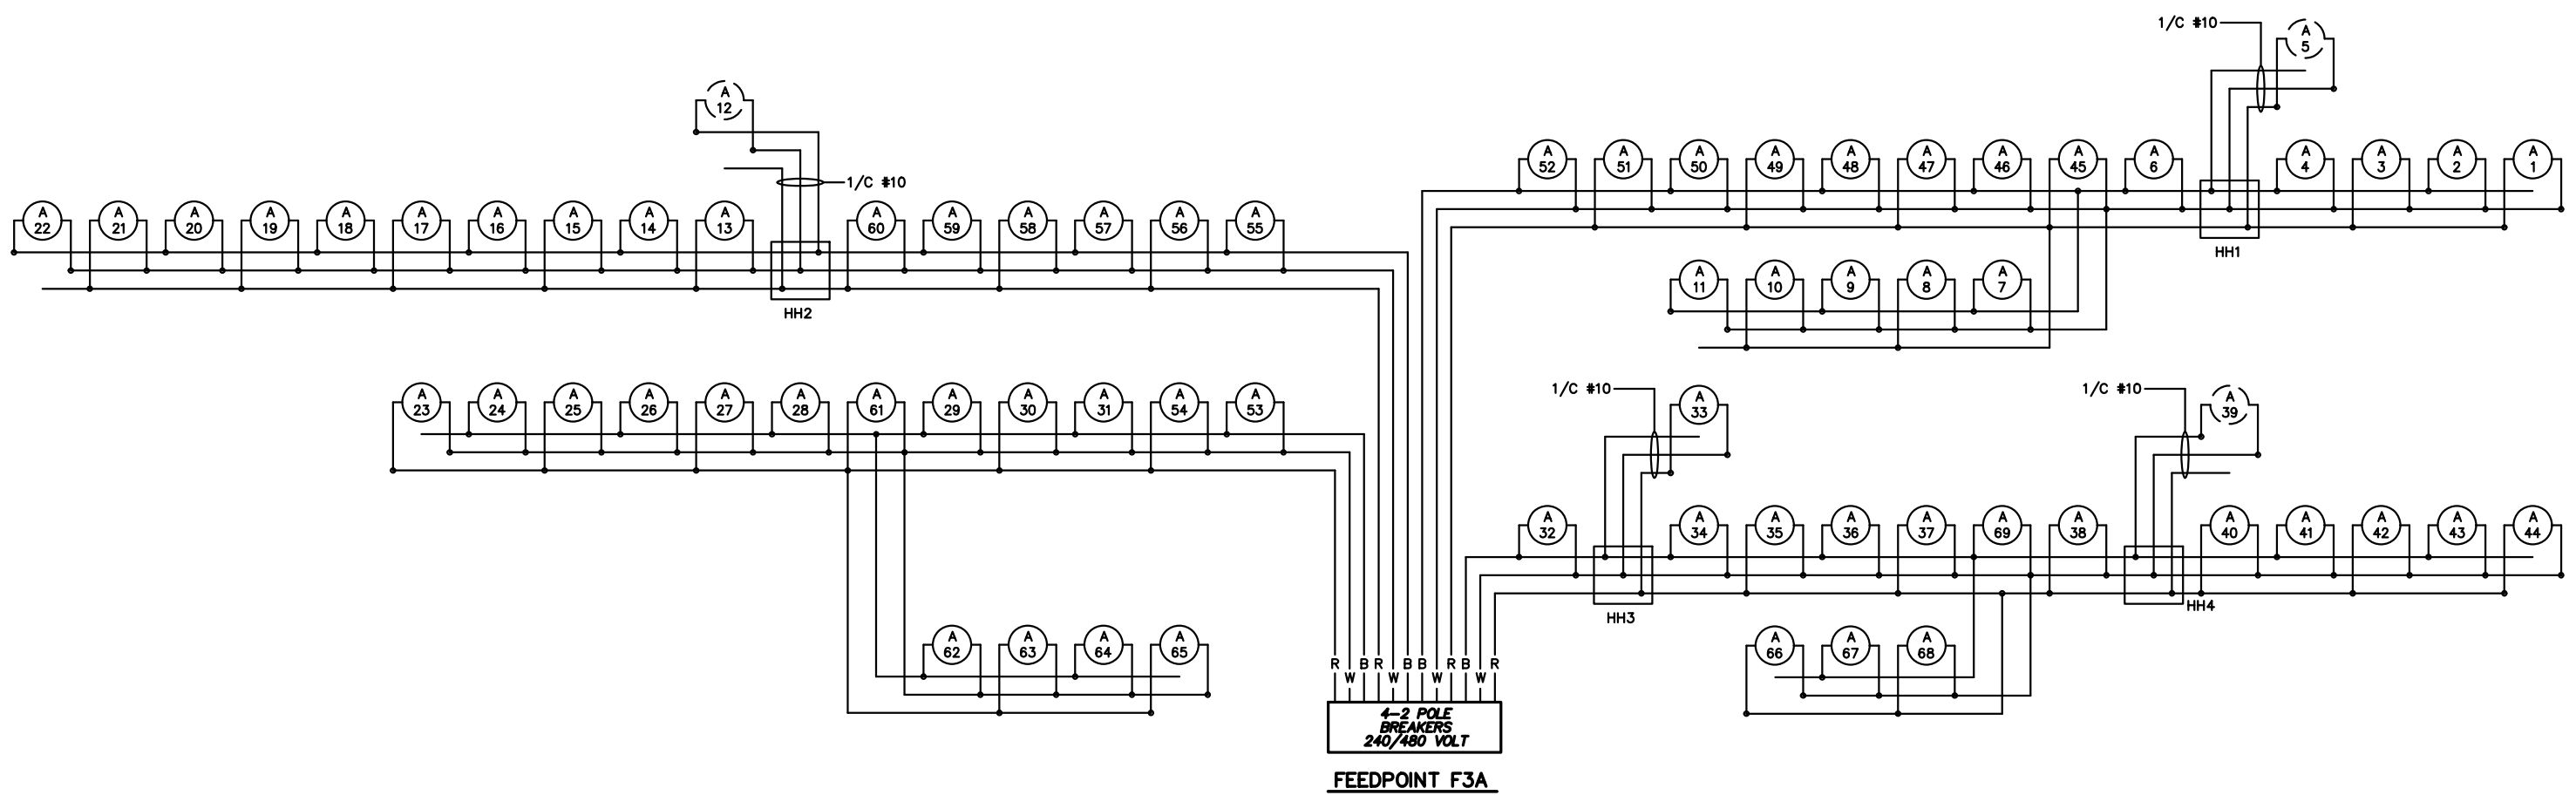 1/C #10
A
5
A
12
A
52
A
51
A
50
A
49
A
48
A
47
A
46
A
45
A
6
A
4
A
3
A
2
A
1
1/C #10
A
22
A
21
A
20
A
19
A
18
A
17
A
16
A
15
A
14
A
13
A
60
A
59
A
58
A
57
A
56
A
55
HH1
HH2
A
11
A
10
A
9
A
8
A
7
A
23
A
24
A
25
A
26
A
27
A
28
A
61
A
29
A
30
A
31
A
54
A
53
1/C #10
A
33
1/C #10
A
39
A
32
A
34
A
35
A
36
A
37
A
69
A
38
A
40
A
41
A
42
A
43
A
44
HH3
HH4
A
62
A
63
A
64
A
65
A
66
A
67
A
68
R B R B B R B R
W W W W
4-2 POLE
BREAKERS
240/480 VOLT
FEEDPOINT F3A